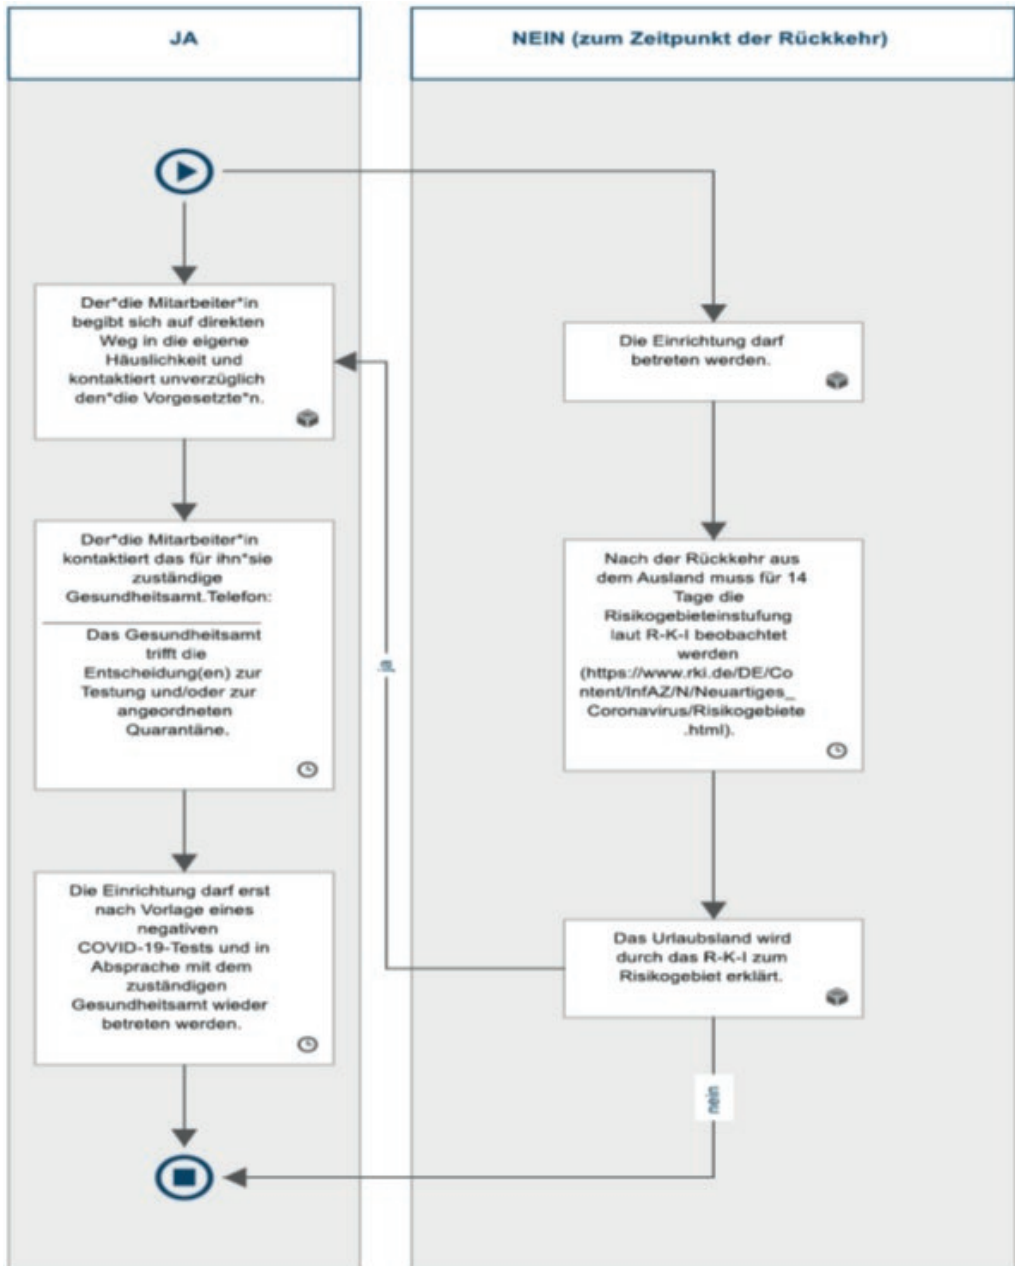 JA
NEIN (zum Zeitpunkt der Rückkehr)
Der*die Mitarbeiter*in
begibt sich auf direkten
Weg in die eigene
Häuslichkeit und
kontaktiert unverzüglich
den*die Vorgesetzte*n.
Der*die Mitarbeiter*in
kontaktiert das für ihn*sie
zuständige
Gesundheitsamt.Telefon:
Das Gesundheitsamt
trifft die
Entscheidung(en) zur
Testung und/oder zur
angeordneten
Quarantäne.
Die Einrichtung darf erst
nach Vorlage eines
negativen
COVID-19-Tests und in
Absprache mit dem
zuständigen
Gesundheitsamt wieder
betreten werden.
ja
Die Einrichtung darf
betreten werden.
Nach der Rückkehr aus
dem Ausland muss für 14
Tage die
Risikogebieteinstufung
laut R-K-I beobachtet
werden
(https://www.rki.de/DE/Co
ntent/InfAZ/N/Neuartiges_
Coronavirus/Risikogebiete
.html).
Das Urlaubsland wird
durch das R-K-I zum
Risikogebiet erklärt.
nein